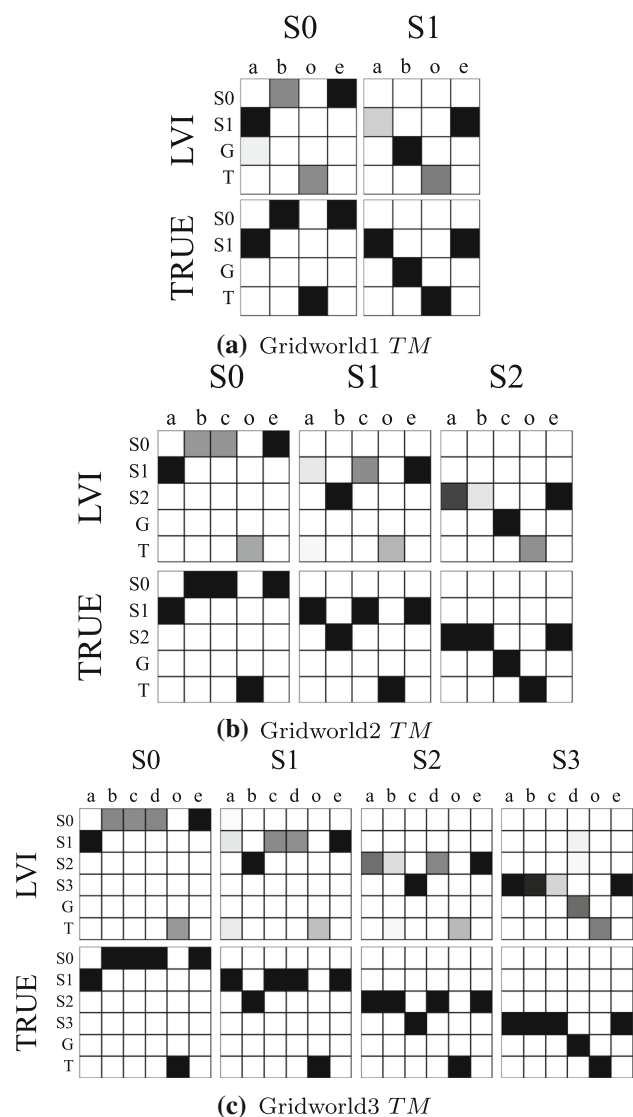 S0 S1
a b o e a b o e
LVI
S0
S1
G
T
TRUE
S0
S1
G
T
(a) Gridworld1 TM
S0 S1 S2
a b c o e a b c o e a b c o e
LVI
S0
S1
S2
G
T
TRUE
S0
S1
S2
G
T
(b) Gridworld2 TM
S0 S1 S2 S3
a b c d o e a b c d o e a b c d o e a b c d o e
LVI
S0
S1
S2
S3
G
T
TRUE
S0
S1
S2
S3
G
T
(c) Gridworld3 TM